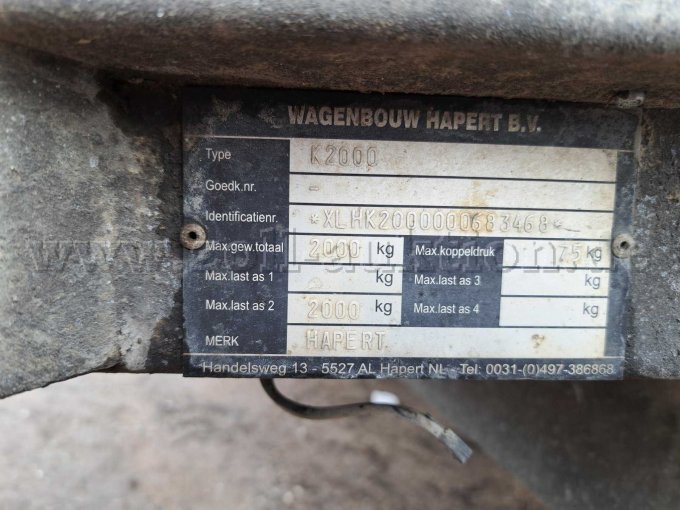 WAGENBOUW HAPERT B.V.
Type K2000
Goedk.nr. -
Identificatienr. *XLHK2000000683468*
Max.gew.totaal 2000 kg Max.koppeldruk 75 kg
Max.last as 1 - kg Max.last as 3 kg
Max.last as 2 2000 kg Max.last as 4 kg
MERK HAPERT
Handelsweg 13 - 5527 AL Hapert NL - Tel: 0031-(0)497-386868